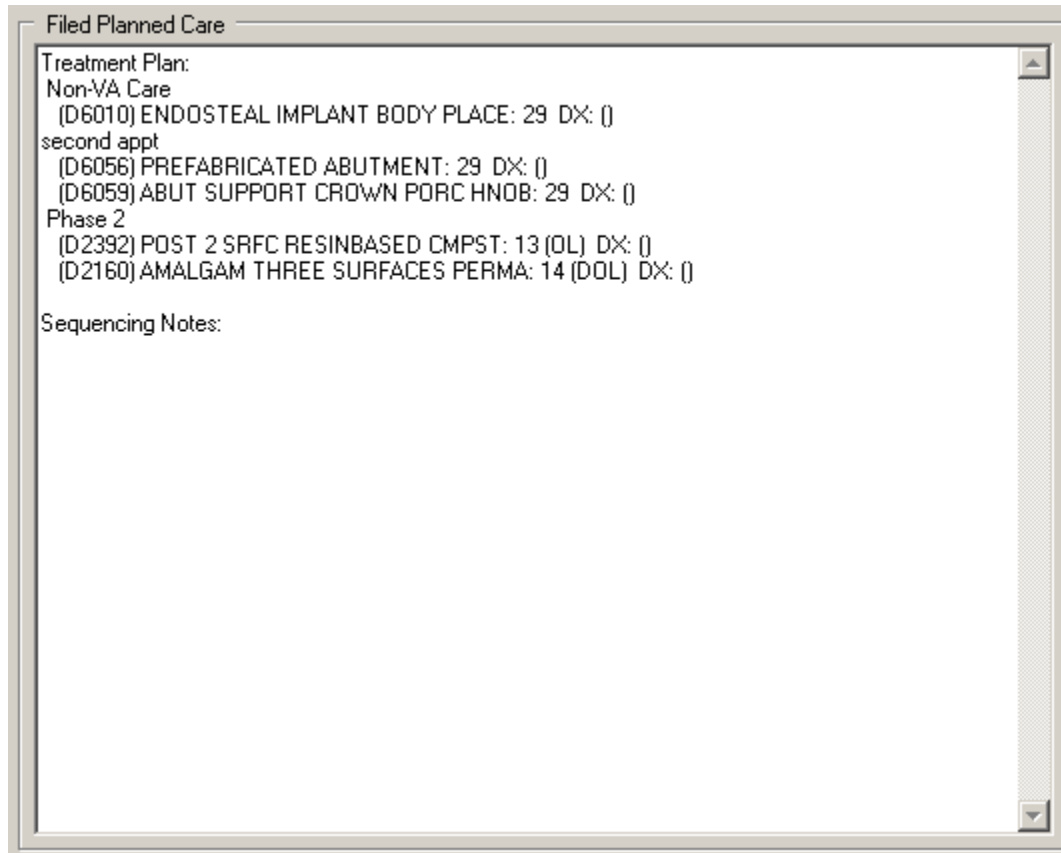 Filed Planned Care
Treatment Plan:
Non-VA Care
(D6010) ENDOSTEAL IMPLANT BODY PLACE: 29 DX: ()
second appt
(D6056) PREFABRICATED ABUTMENT: 29 DX: ()
(D6059) ABUT SUPPORT CROWN PORC HNOB: 29 DX: ()
Phase 2
(D2392) POST 2 SRFC RESINBASED CMPST: 13 (OL) DX: ()
(D2160) AMALGAM THREE SURFACES PERMA: 14 (DOL) DX: ()
Sequencing Notes: